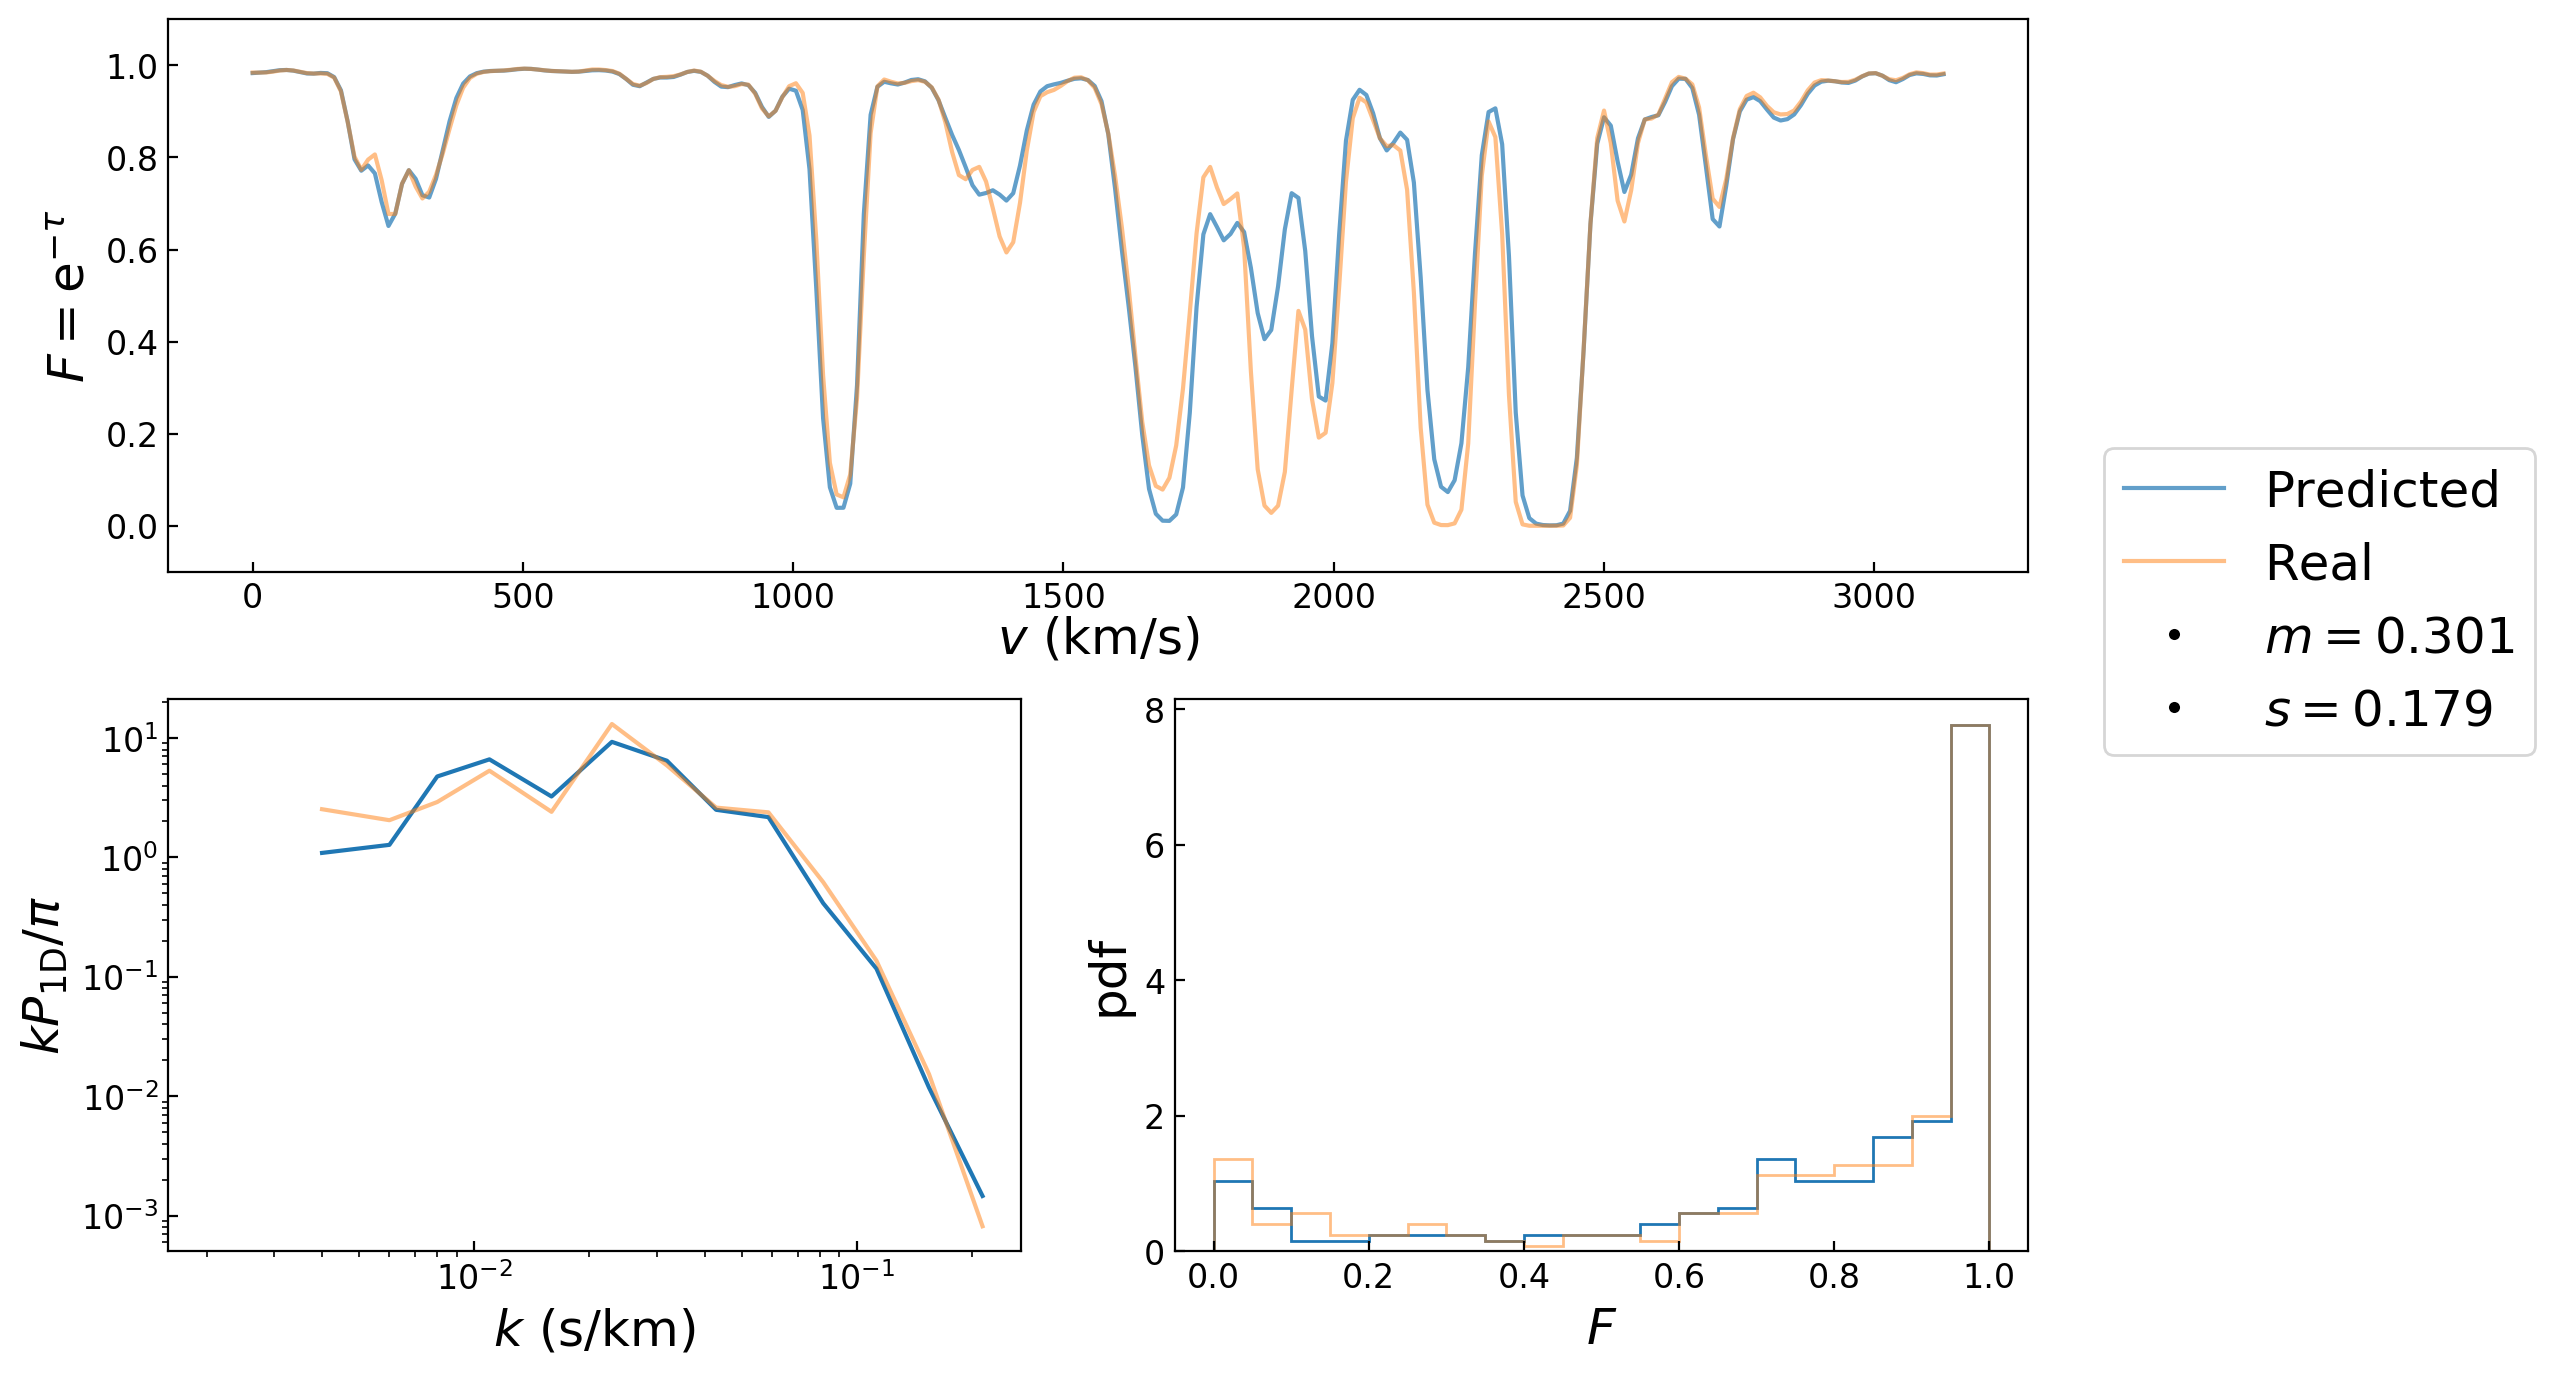 1.0
0.8
0.6
0.4
0.2
0.0
F = e^{−τ}
0 500 1000 1500 2000 2500 3000
v (km/s)
Predicted
Real
m = 0.301
s = 0.179
10^1
10^0
10^{−1}
10^{−2}
10^{−3}
kP_{1D}/π
10^{−2} 10^{−1}
k (s/km)
8
6
4
2
0
pdf
0.0 0.2 0.4 0.6 0.8 1.0
F